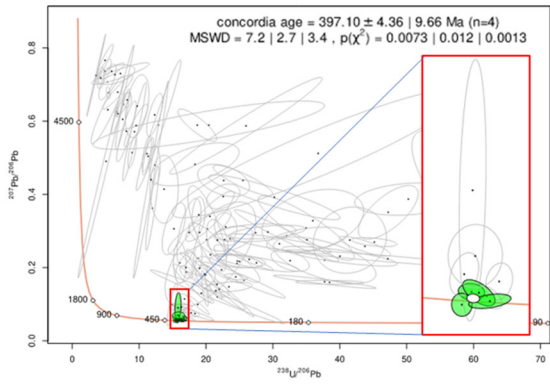 concordia age = 397.10 ± 4.36 | 9.66 Ma (n=4)
MSWD = 7.2 | 2.7 | 3.4 , p(χ²) = 0.0073 | 0.012 | 0.0013
0.8
0.6
0.4
0.2
0.0
²⁰⁷Pb/²⁰⁶Pb
4500
1800
900
450
180
90
0 10 20 30 40 50 60 70
²³⁸U/²⁰⁶Pb